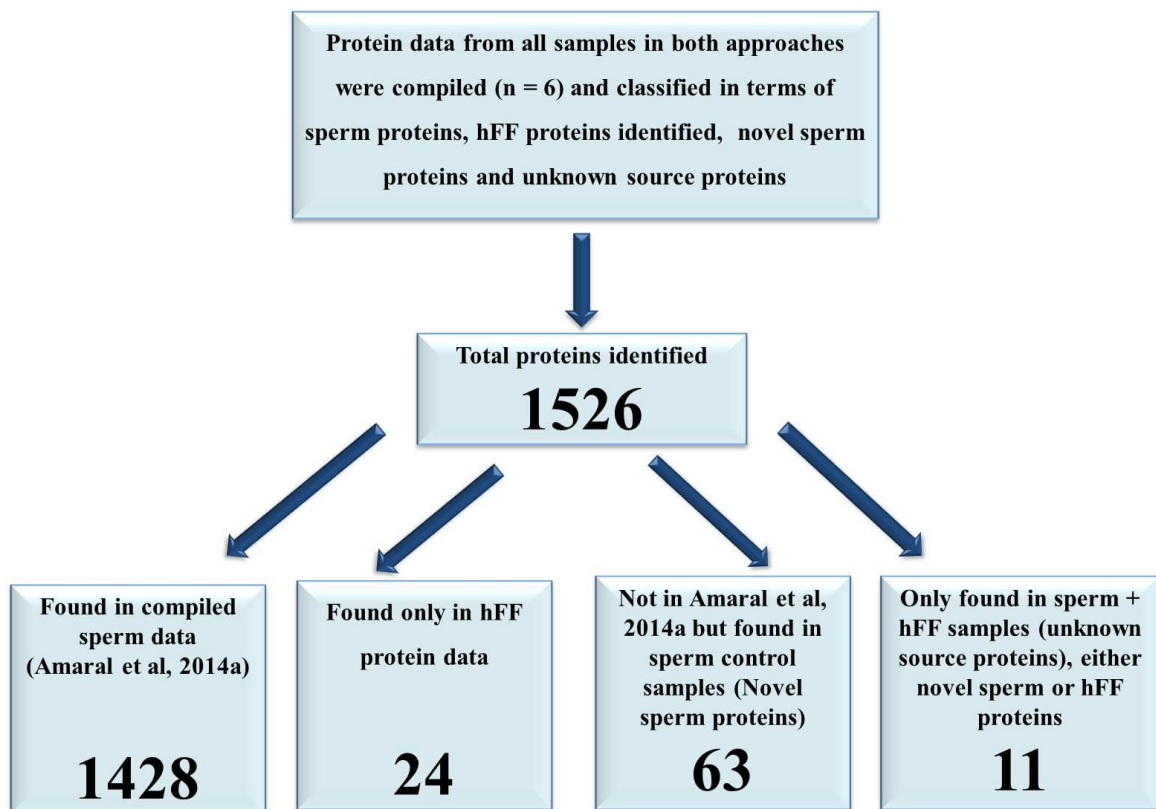 Protein data from all samples in both approaches
were compiled (n = 6) and classified in terms of
sperm proteins, hFF proteins identified, novel sperm
proteins and unknown source proteins
Total proteins identified
1526
Found in compiled
sperm data
(Amaral et al, 2014a)
1428
Found only in hFF
protein data
24
Not in Amaral et al,
2014a but found in
sperm control
samples (Novel
sperm proteins)
63
Only found in sperm +
hFF samples (unknown
source proteins), either
novel sperm or hFF
proteins
11